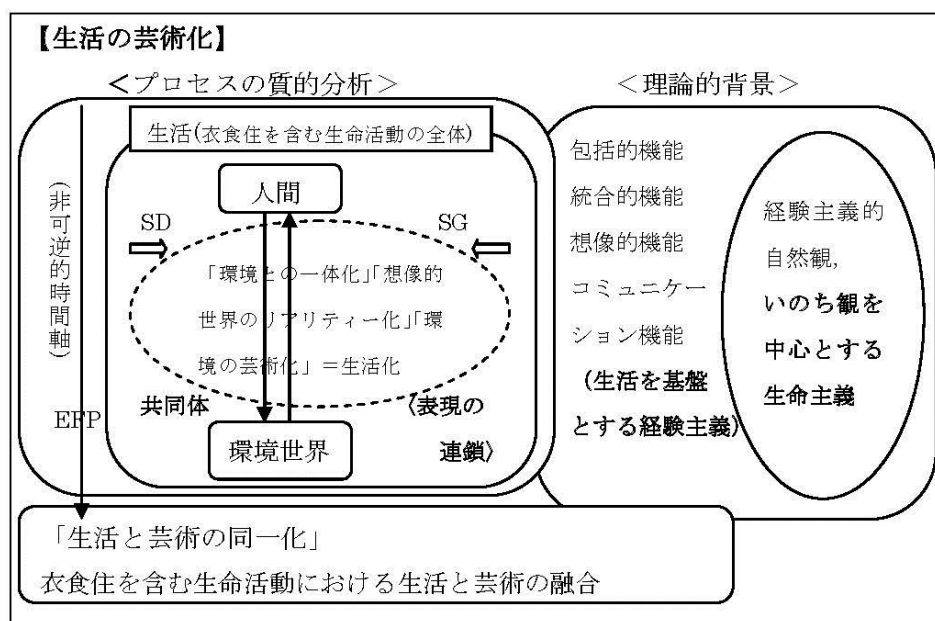 【生活の芸術化】
＜プロセスの質的分析＞
＜理論的背景＞
生活(衣食住を含む生命活動の全体)
人間
SD
SG
「環境との一体化」「想像的
世界のリアリティー化」「環
境の芸術化」＝生活化
共同体
〈表現の
連鎖〉
環境世界
(非可逆的時間軸)
EFP
包括的機能
統合的機能
想像的機能
コミュニケー
ション機能
（生活を基盤
とする経験主義）
経験主義的
自然観,
いのち観を
中心とする
生命主義
「生活と芸術の同一化」
衣食住を含む生命活動における生活と芸術の融合